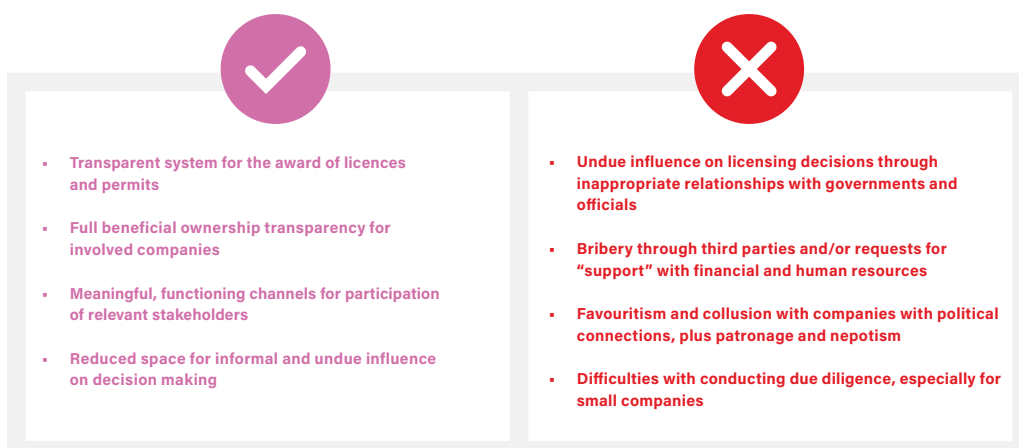 ▪ Transparent system for the award of licences
and permits
▪ Full beneficial ownership transparency for
involved companies
▪ Meaningful, functioning channels for participation
of relevant stakeholders
▪ Reduced space for informal and undue influence
on decision making
▪ Undue influence on licensing decisions through
inappropriate relationships with governments and
officials
▪ Bribery through third parties and/or requests for
“support” with financial and human resources
▪ Favouritism and collusion with companies with political
connections, plus patronage and nepotism
▪ Difficulties with conducting due diligence, especially for
small companies